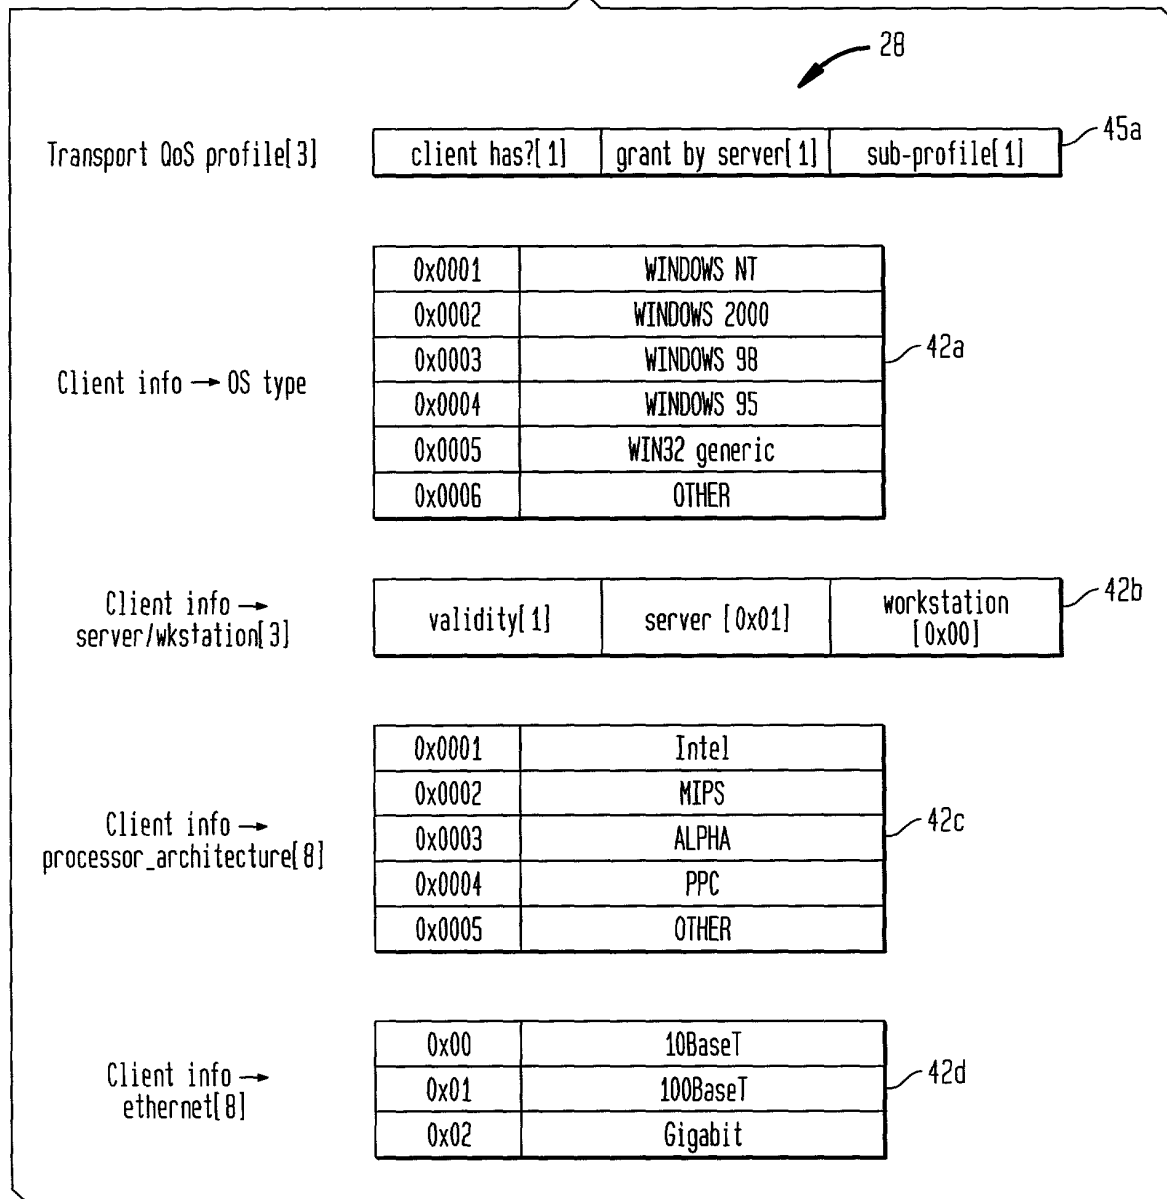 28
Transport QoS profile[3]
client has?[1] grant by server[1] sub-profile[1]
45a
0x0001 WINDOWS NT
0x0002 WINDOWS 2000
0x0003 WINDOWS 98
0x0004 WINDOWS 95
0x0005 WIN32 generic
0x0006 OTHER
Client info → OS type
42a
Client info →
server/wkstation[3]
validity[1] server [0x01] workstation
[0x00]
42b
0x0001 Intel
0x0002 MIPS
0x0003 ALPHA
0x0004 PPC
0x0005 OTHER
Client info →
processor_architecture[8]
42c
0x00 10BaseT
0x01 100BaseT
0x02 Gigabit
Client info →
ethernet[8]
42d